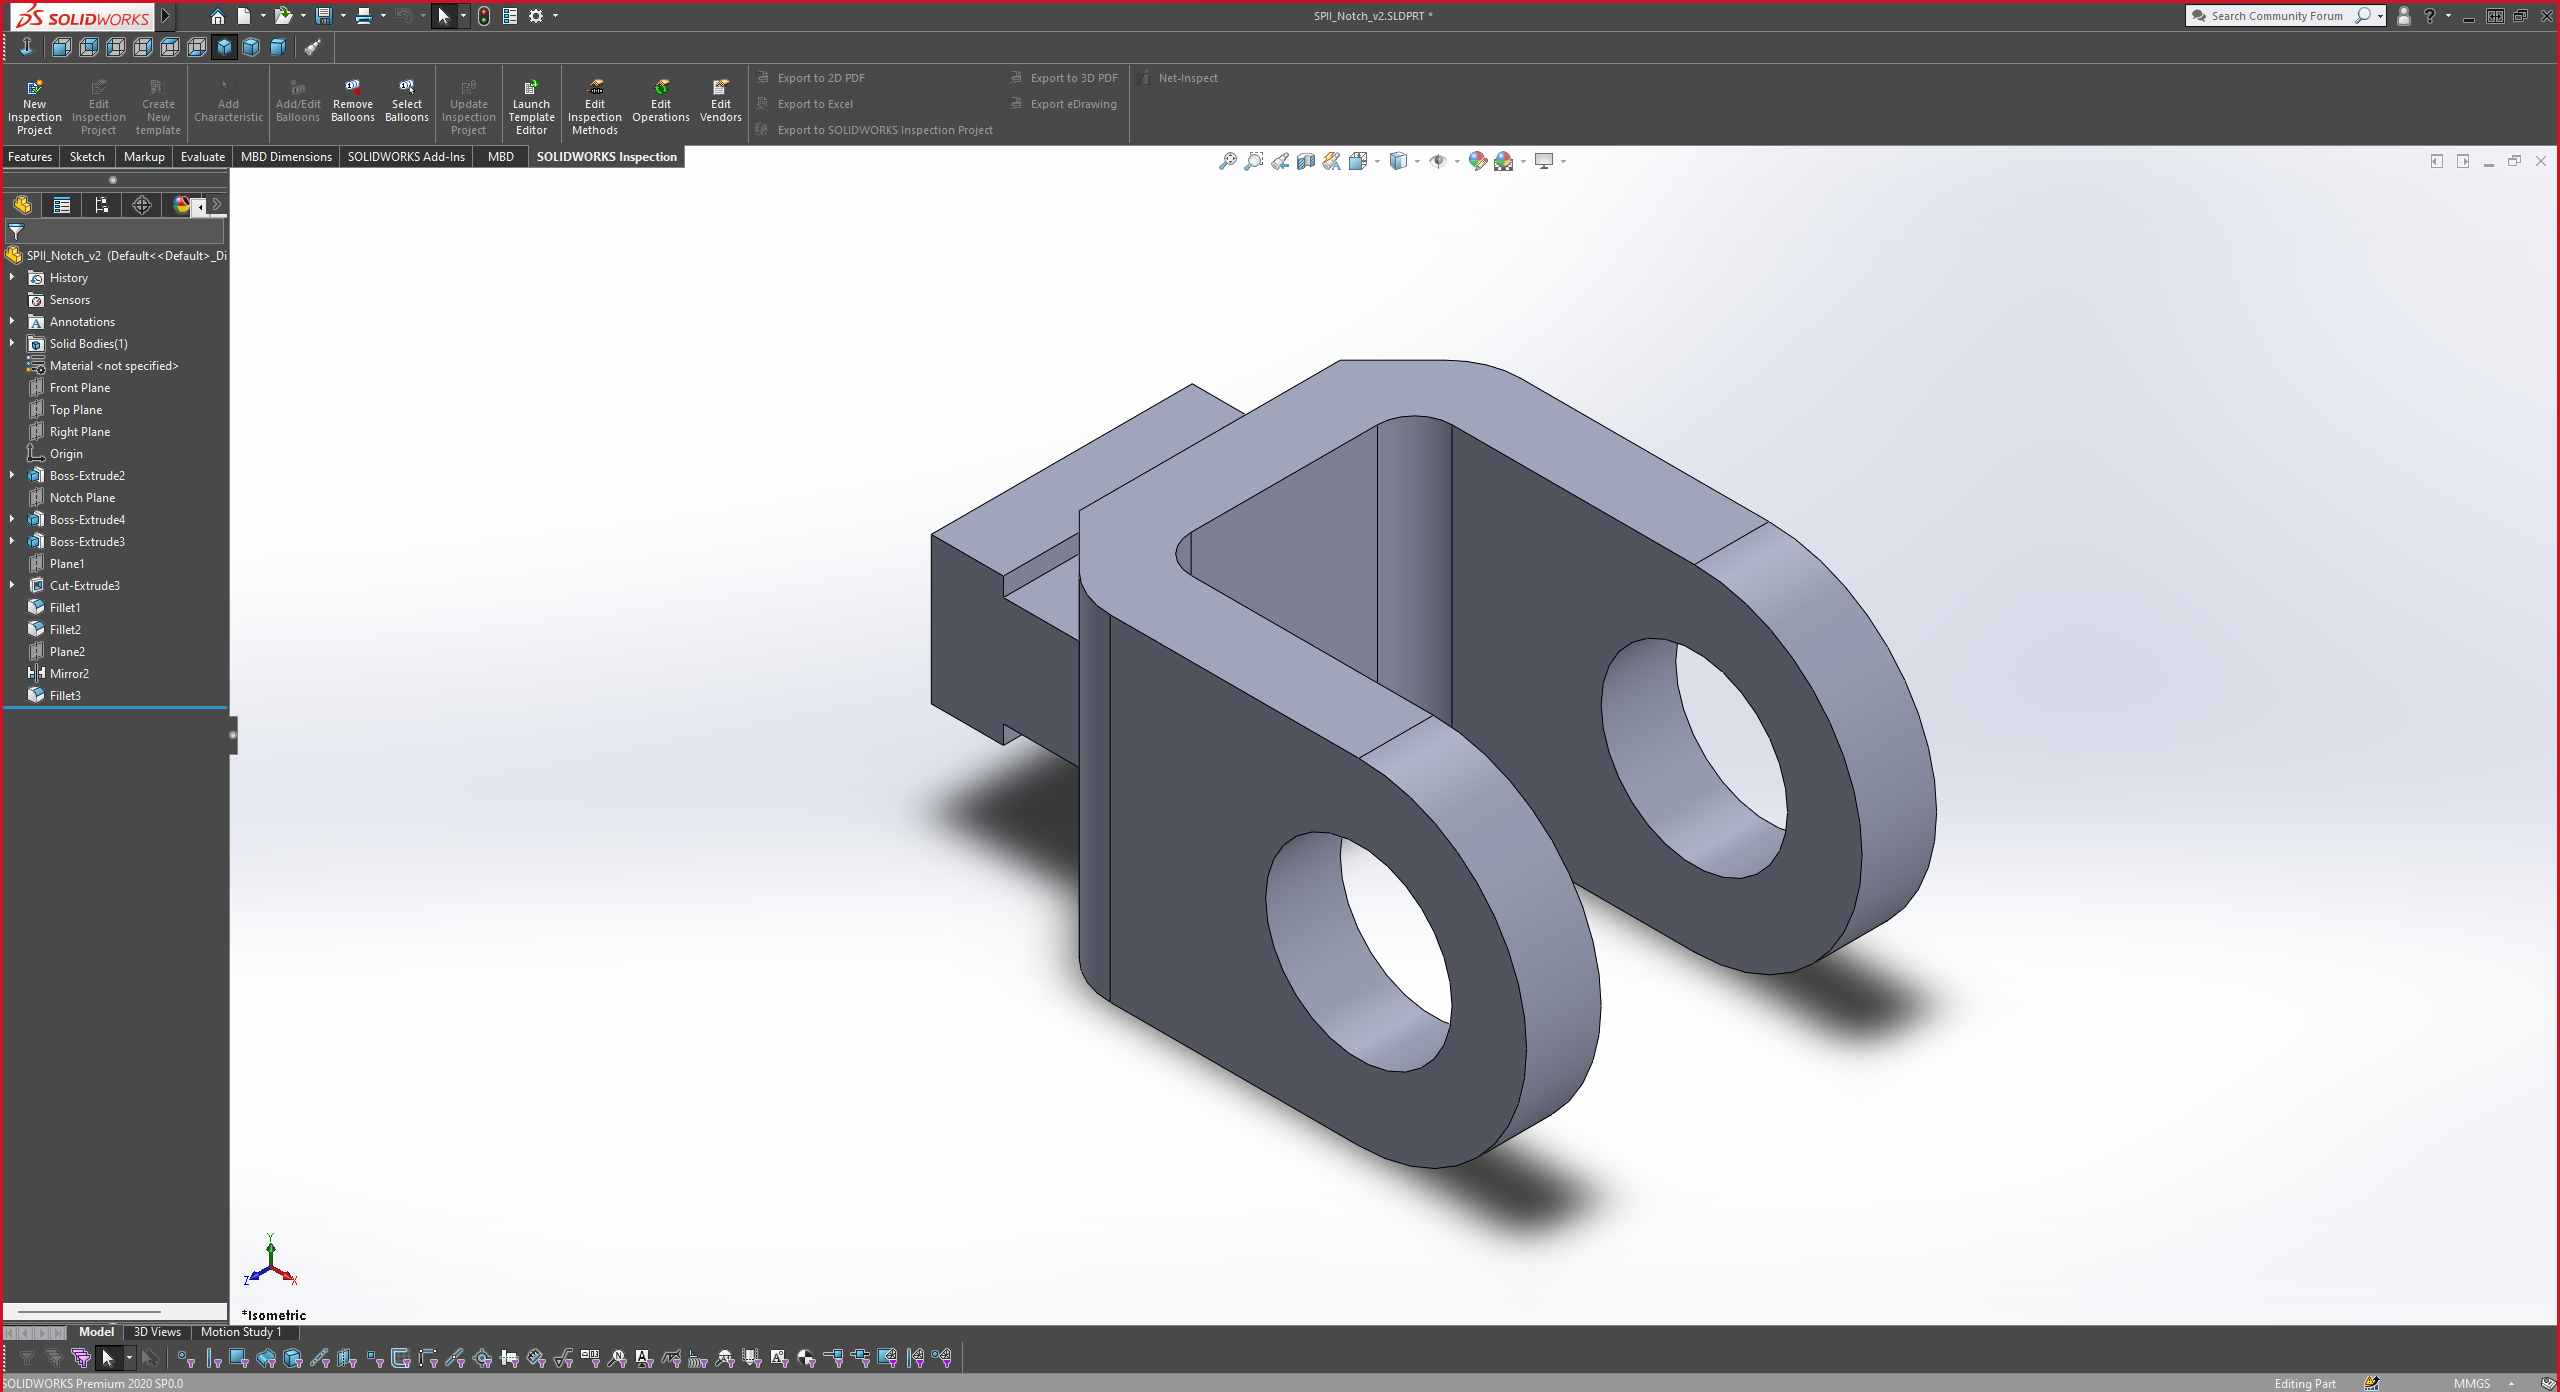 SOLIDWORKS
SPII_Notch_v2.SLDPRT *
Search Community Forum
New Inspection Project
Edit Inspection Project
Create New template
Add Characteristic
Add/Edit Balloons
Remove Balloons
Select Balloons
Update Inspection Project
Launch Template Editor
Edit Inspection Methods
Edit Operations
Edit Vendors
Export to 2D PDF
Export to Excel
Export to SOLIDWORKS Inspection Project
Export to 3D PDF
Export eDrawing
Net-Inspect
Features
Sketch
Markup
Evaluate
MBD Dimensions
SOLIDWORKS Add-Ins
MBD
SOLIDWORKS Inspection
SPII_Notch_v2 (Default<<Default>_Di
History
Sensors
Annotations
Solid Bodies(1)
Material <not specified>
Front Plane
Top Plane
Right Plane
Origin
Boss-Extrude2
Notch Plane
Boss-Extrude4
Boss-Extrude3
Plane1
Cut-Extrude3
Fillet1
Fillet2
Plane2
Mirror2
Fillet3
Y
Z
X
*Isometric
Model
3D Views
Motion Study 1
SOLIDWORKS Premium 2020 SP0.0
Editing Part
MMGS